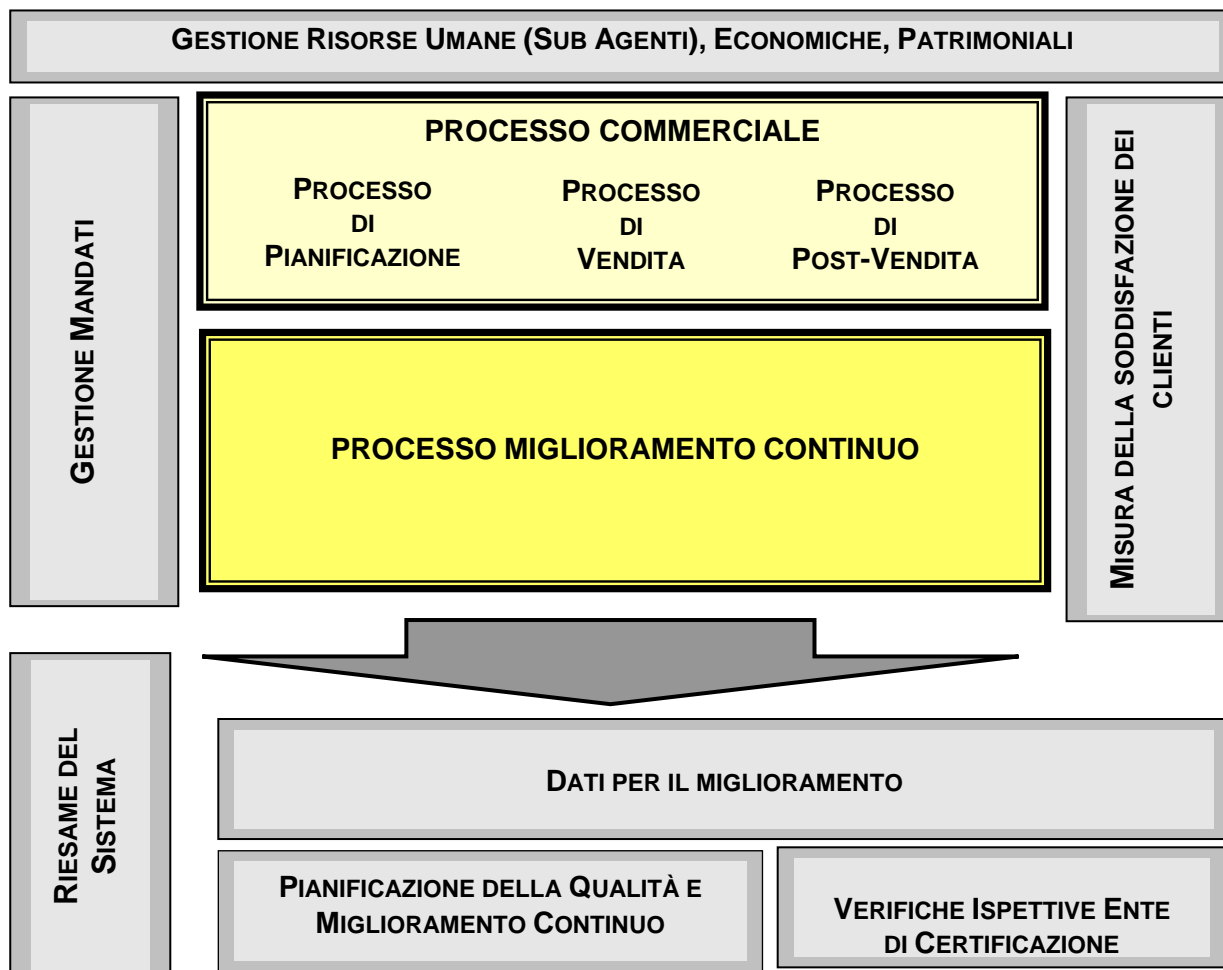 GESTIONE RISORSE UMANE (SUB AGENTI), ECONOMICHE, PATRIMONIALI
GESTIONE MANDATI
PROCESSO COMMERCIALE
PROCESSO
DI
PIANIFICAZIONE
PROCESSO
DI
VENDITA
PROCESSO
DI
POST-VENDITA
PROCESSO MIGLIORAMENTO CONTINUO
MISURA DELLA SODDISFAZIONE DEI
CLIENTI
RIESAME DEL
SISTEMA
DATI PER IL MIGLIORAMENTO
PIANIFICAZIONE DELLA QUALITÀ E
MIGLIORAMENTO CONTINUO
VERIFICHE ISPETTIVE ENTE
DI CERTIFICAZIONE